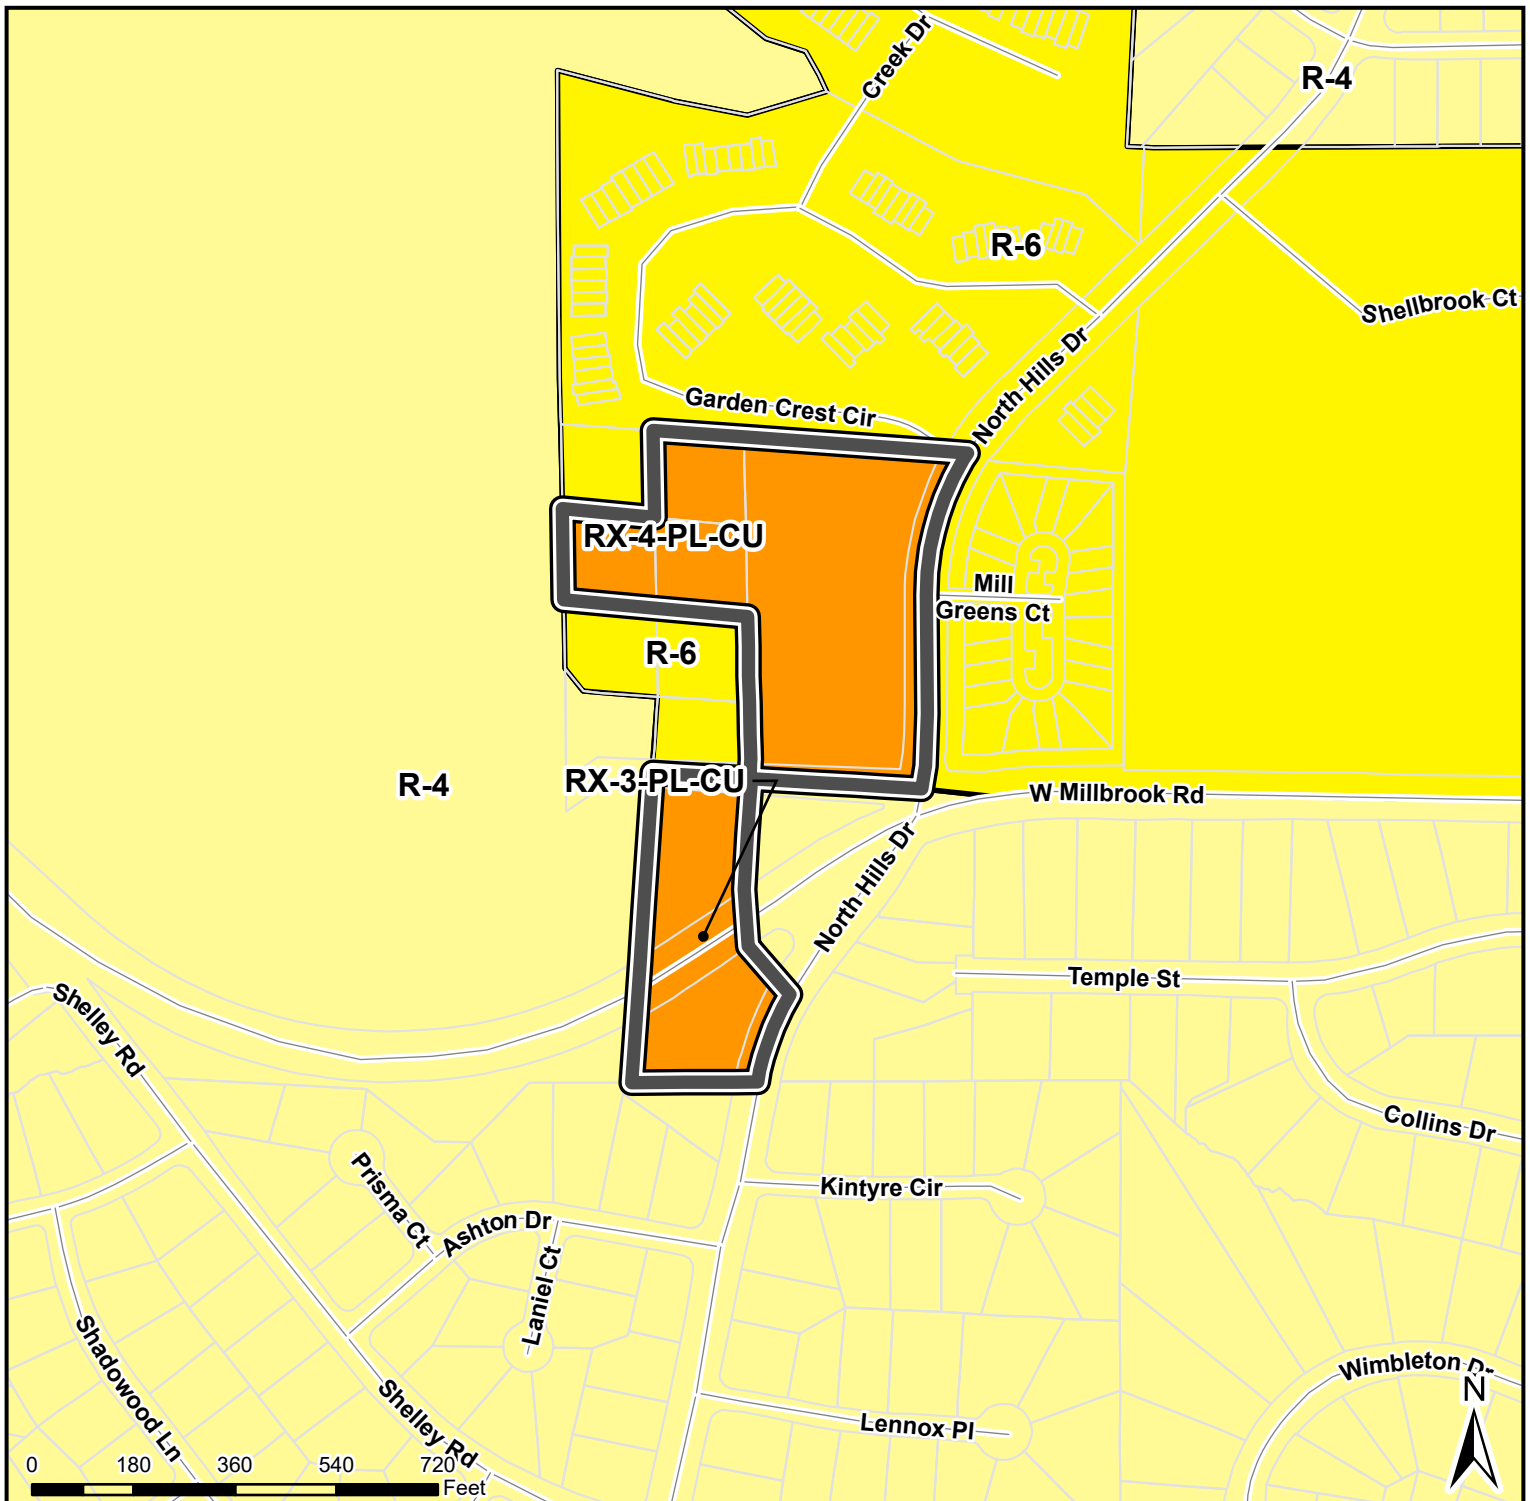 Creek Dr
R-4
R-6
Shellbrook Ct
North Hills Dr
Garden Crest Cir
RX-4-PL-CU
Mill
Greens Ct
R-6
R-4
RX-3-PL-CU
W Millbrook Rd
North Hills Dr
Temple St
Shelley Rd
Collins Dr
Prisma Ct
Kintyre Cir
Ashton Dr
Laniel Ct
Shadowood Ln
Wimbleton Dr
N
Shelley Rd
Lennox Pl
0 180 360 540 720
Feet